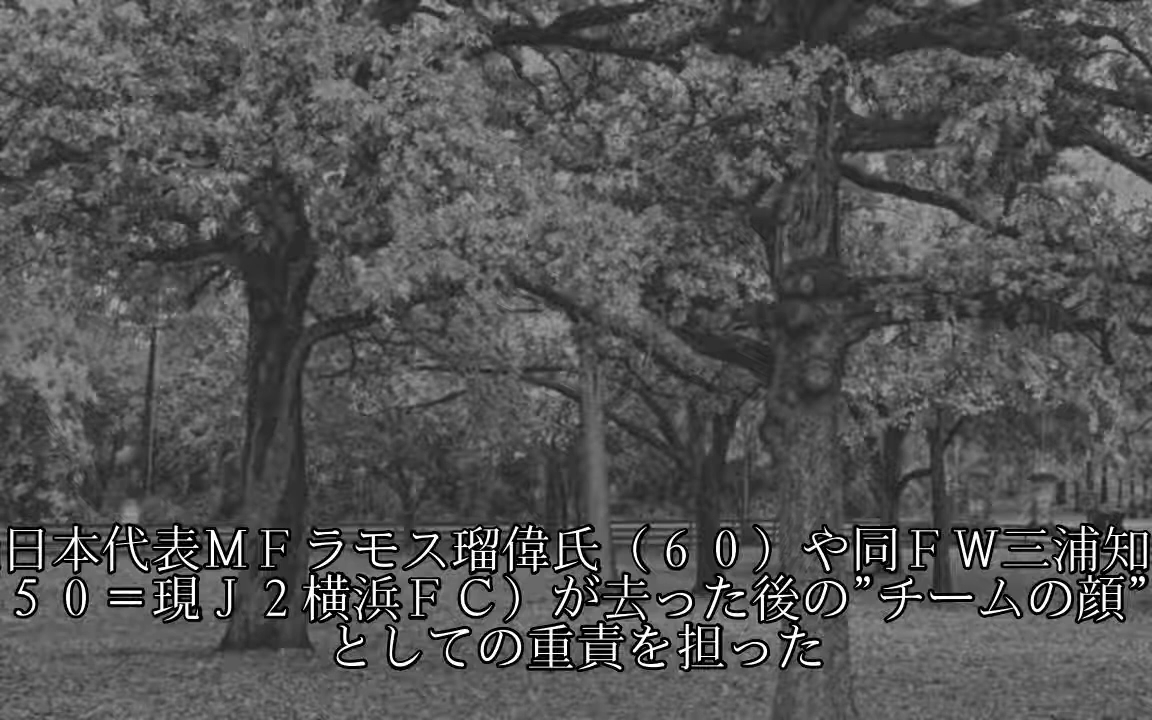 日本代表ＭＦラモス瑠偉氏（６０）や同ＦＷ三浦知
５０＝現Ｊ２横浜ＦＣ）が去った後の”チームの顔”
としての重責を担った